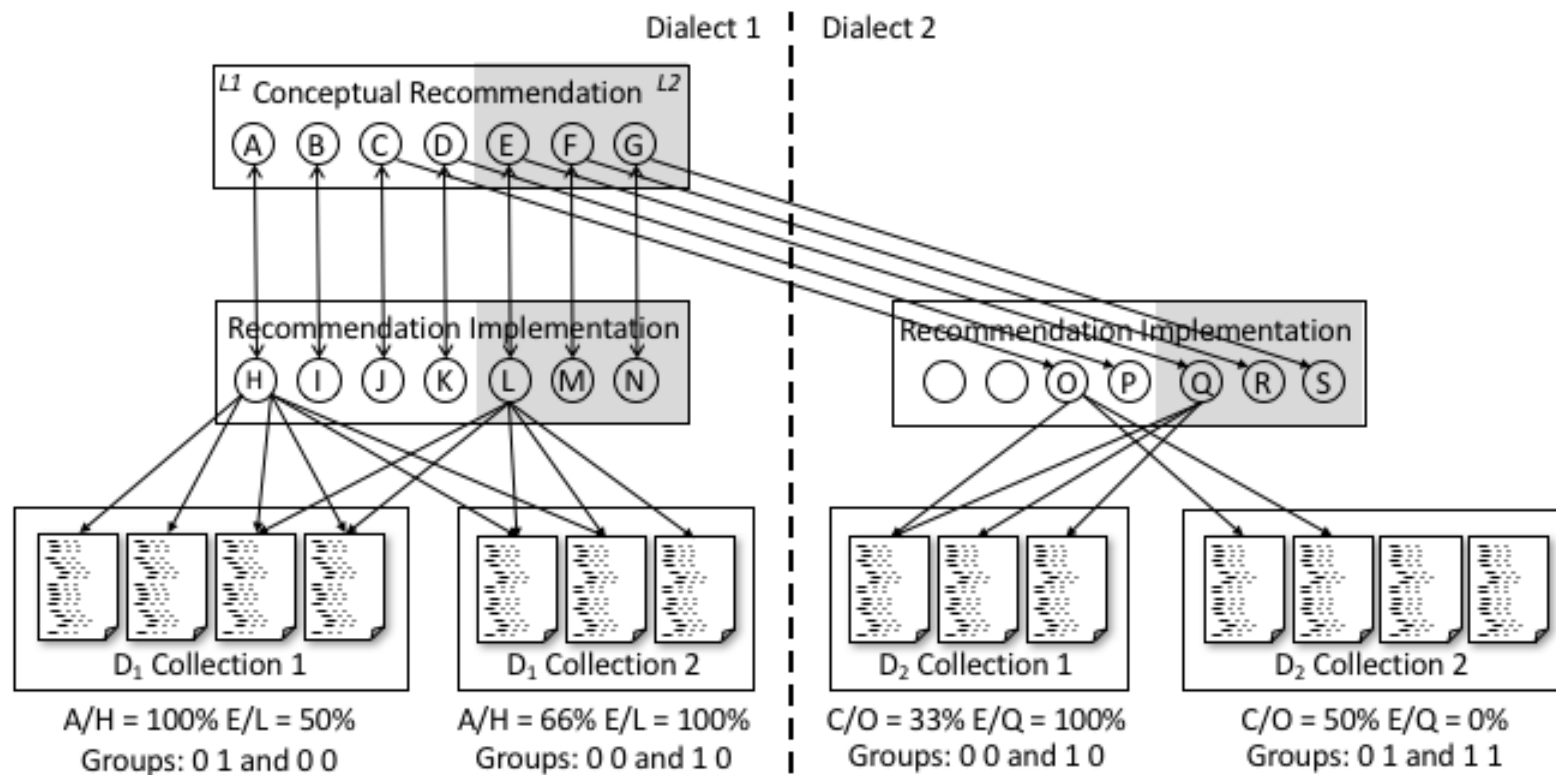 Dialect 1
Dialect 2
L1 Conceptual Recommendation L2
A B C D E F G
Recommendation Implementation
H I J K L M N
Recommendation Implementation
O P Q R S
D₁ Collection 1
D₁ Collection 2
D₂ Collection 1
D₂ Collection 2
A/H = 100% E/L = 50%
Groups: 0 1 and 0 0
A/H = 66% E/L = 100%
Groups: 0 0 and 1 0
C/O = 33% E/Q = 100%
Groups: 0 0 and 1 0
C/O = 50% E/Q = 0%
Groups: 0 1 and 1 1